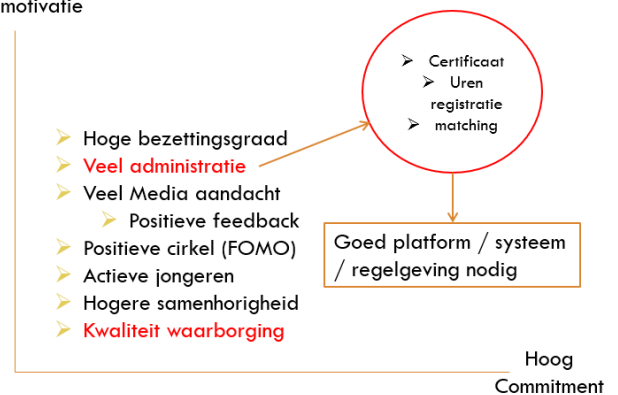 motivatie
Certificaat
Uren
registratie
matching
Hoge bezettingsgraad
Veel administratie
Veel Media aandacht
Positieve feedback
Positieve cirkel (FOMO)
Actieve jongeren
Hogere samenhorigheid
Kwaliteit waarborging
Goed platform / systeem
/ regelgeving nodig
Hoog
Commitment